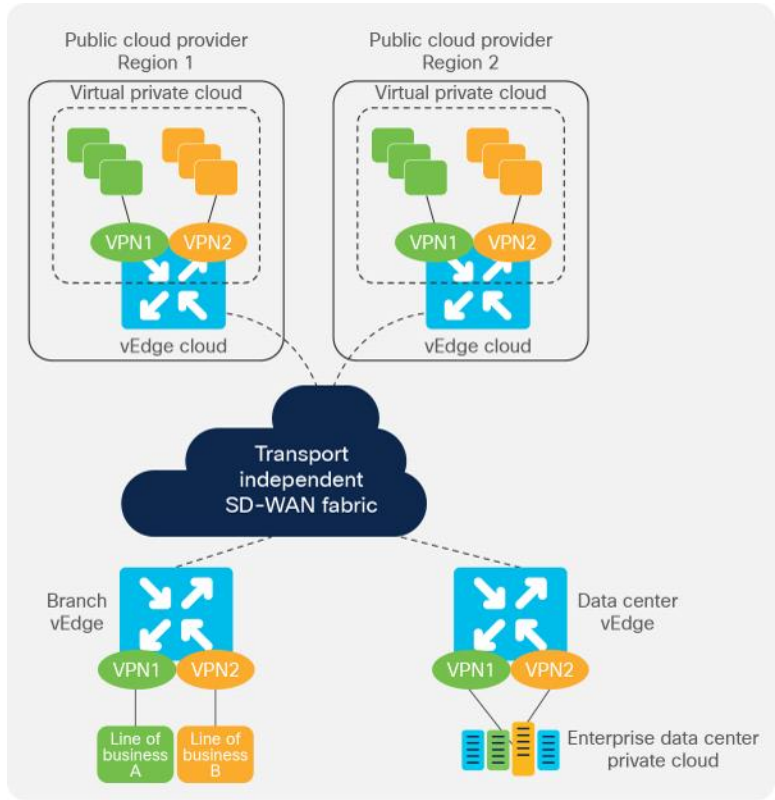 Public cloud provider
Region 1
Public cloud provider
Region 2
Virtual private cloud
Virtual private cloud
VPN1
VPN2
VPN1
VPN2
vEdge cloud
vEdge cloud
Transport
independent
SD-WAN fabric
Branch
vEdge
Data center
vEdge
VPN1
VPN2
VPN1
VPN2
Line of
business
A
Line of
business
B
Enterprise data center
private cloud